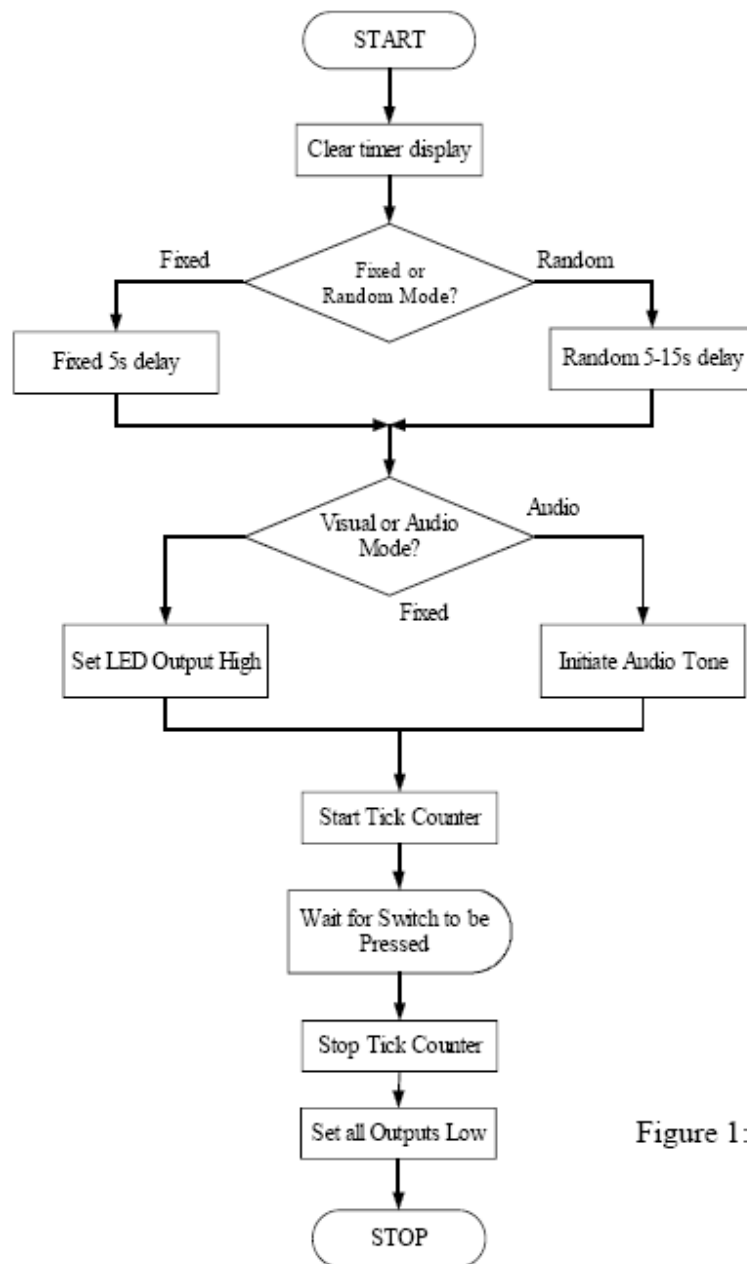 START
Clear timer display
Fixed
Random
Fixed or
Random Mode?
Fixed 5s delay
Random 5-15s delay
Audio
Visual or Audio
Mode?
Fixed
Set LED Output High
Initiate Audio Tone
Start Tick Counter
Wait for Switch to be
Pressed
Stop Tick Counter
Set all Outputs Low
Figure 1:
STOP